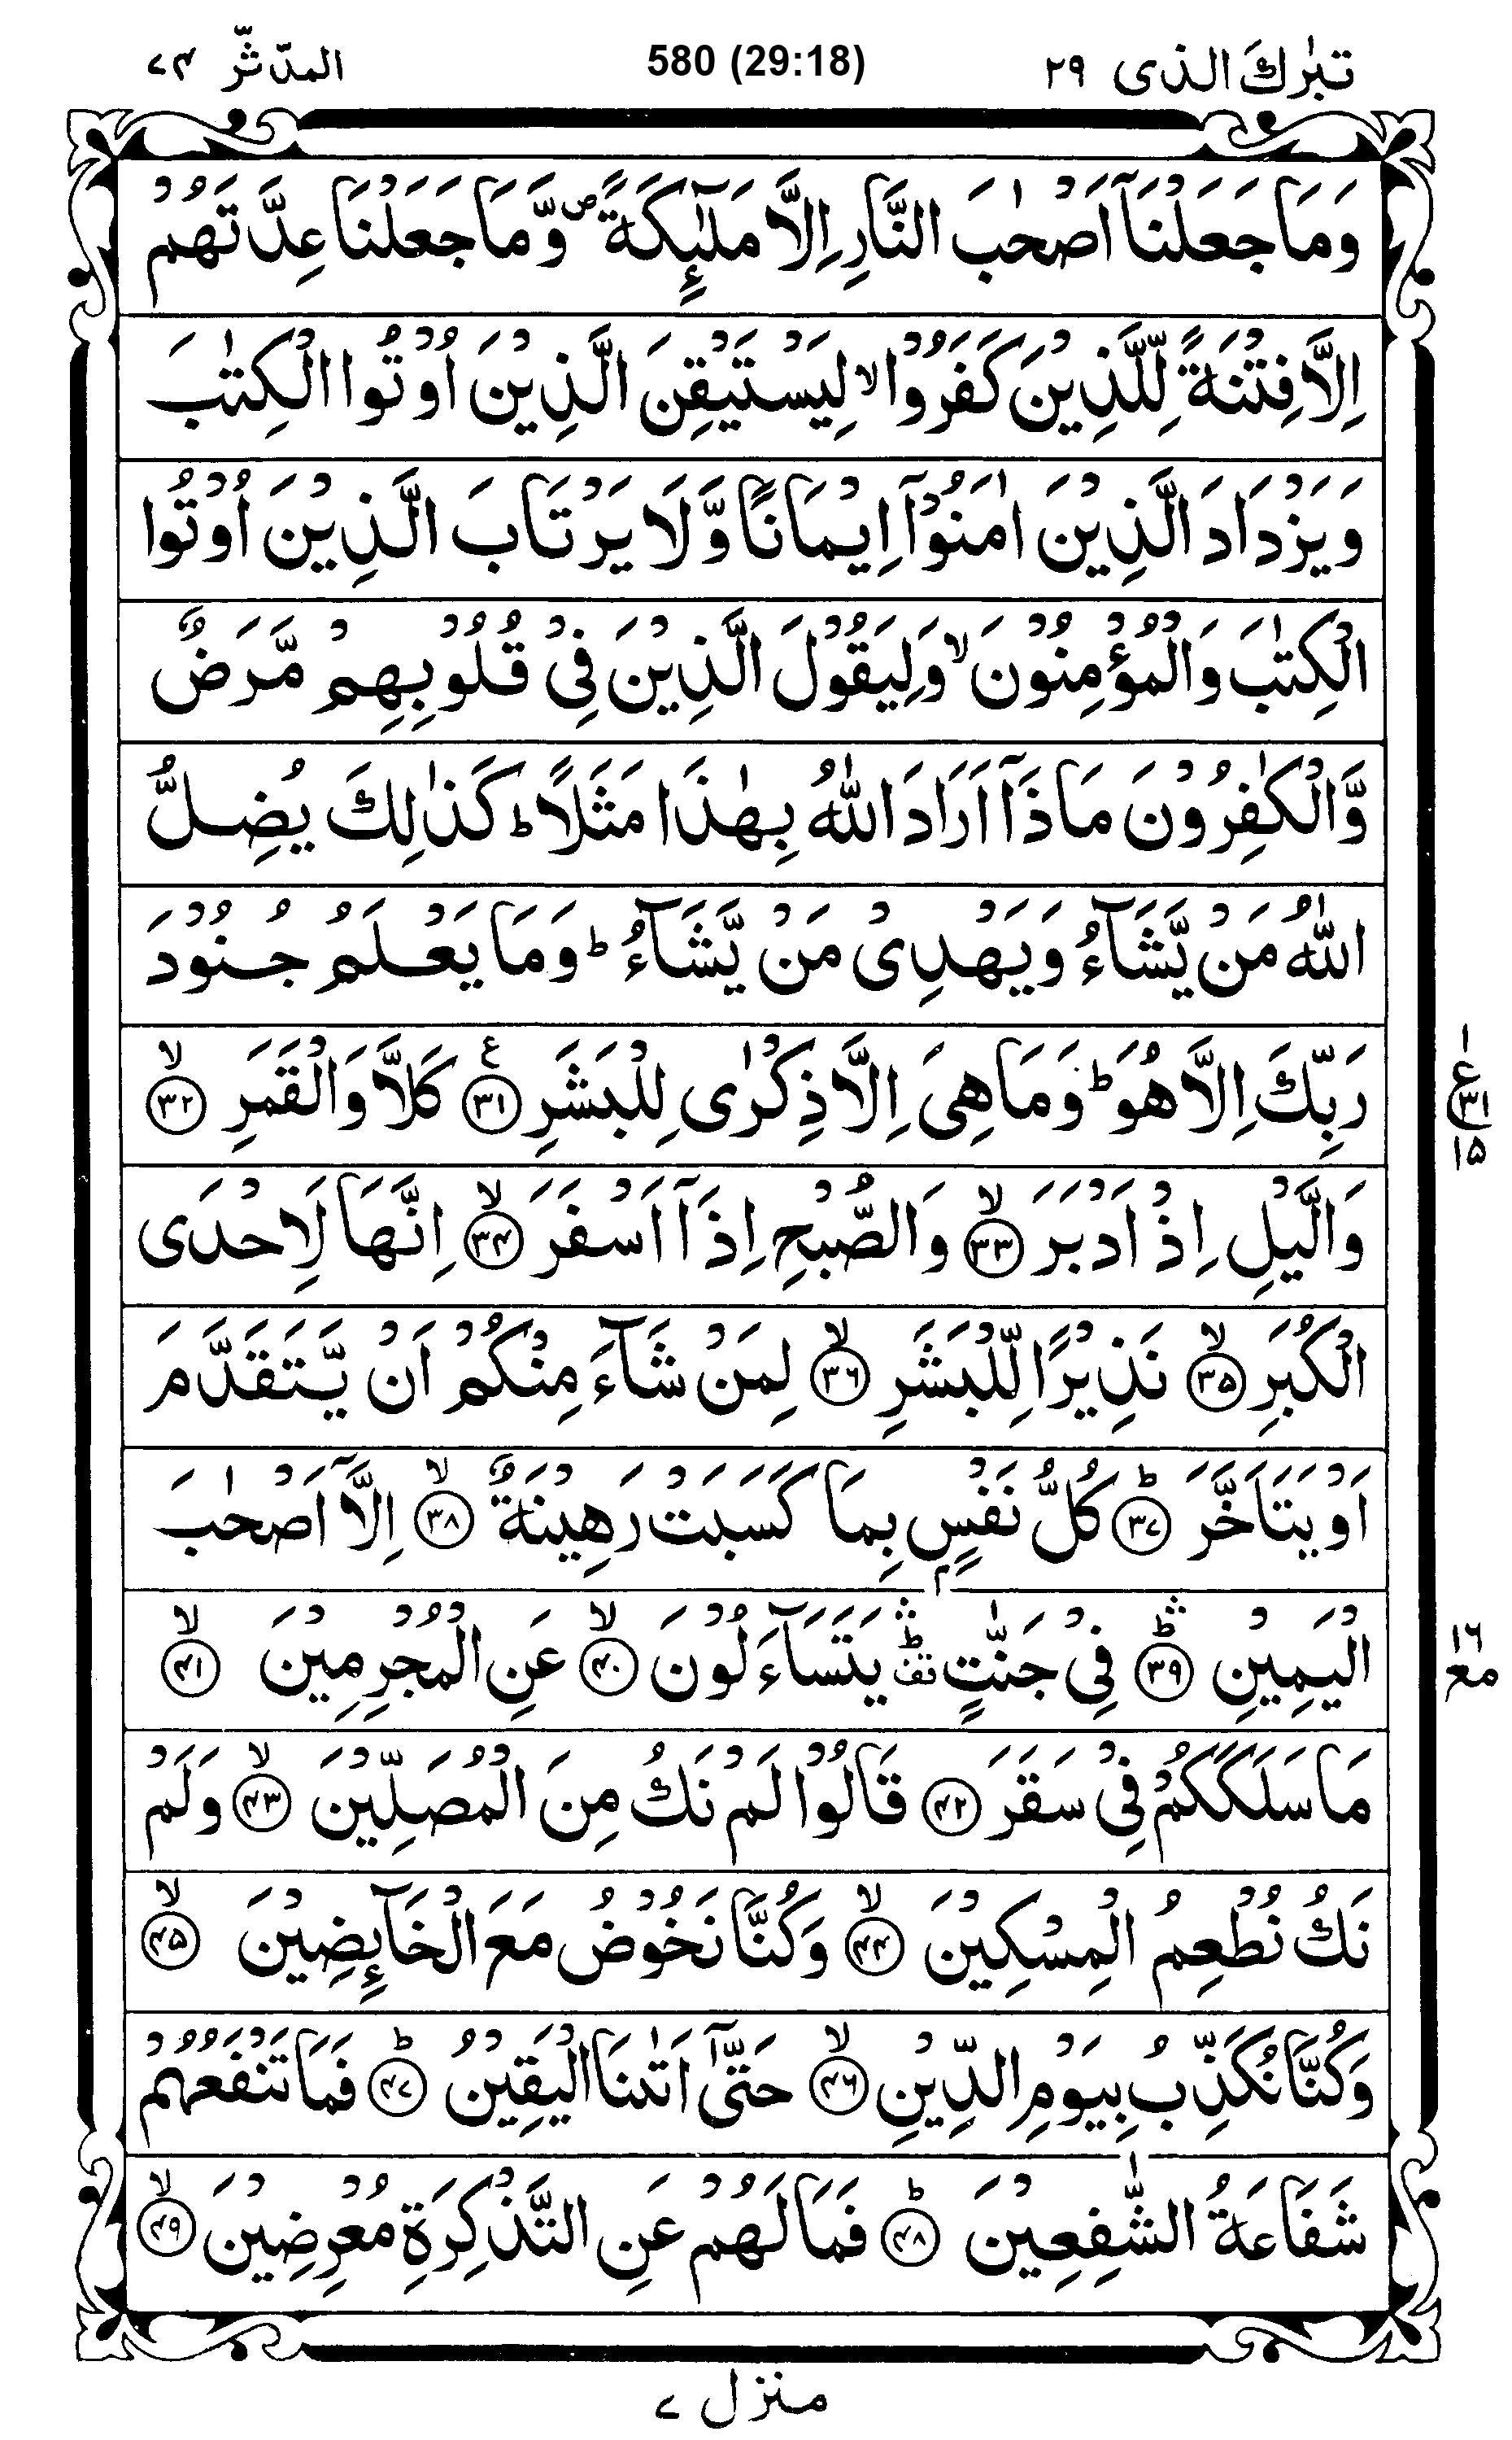 تبٰرك الذی ٢٩ 580 (29:18) المدّثّر ٧٤
وَمَا جَعَلْنَاۤ اَصْحٰبَ النَّارِ اِلَّا مَلٰٓئِكَةً ۪ وَّمَا جَعَلْنَا عِدَّتَهُمْ
اِلَّا فِتْنَةً لِّلَّذِيْنَ كَفَرُوْا ۙ لِيَسْتَيْقِنَ الَّذِيْنَ اُوْتُوا الْكِتٰبَ
وَيَزْدَادَ الَّذِيْنَ اٰمَنُوْۤا اِيْمَانًا وَّلَا يَرْتَابَ الَّذِيْنَ اُوْتُوا
الْكِتٰبَ وَالْمُؤْمِنُوْنَ ۙ وَلِيَقُوْلَ الَّذِيْنَ فِيْ قُلُوْبِهِمْ مَّرَضٌ
وَّالْكٰفِرُوْنَ مَاذَاۤ اَرَادَ اللّٰهُ بِهٰذَا مَثَلًا ؕ كَذٰلِكَ يُضِلُّ
اللّٰهُ مَنْ يَّشَآءُ وَيَهْدِيْ مَنْ يَّشَآءُ ؕ وَمَا يَعْلَمُ جُنُوْدَ
رَبِّكَ اِلَّا هُوَ ؕ وَمَا هِيَ اِلَّا ذِكْرٰى لِلْبَشَرِ ﴿٣١﴾ ع كَلَّا وَالْقَمَرِ ﴿٣٢﴾ ۙ
وَالَّيْلِ اِذْ اَدْبَرَ ﴿٣٣﴾ ۙ وَالصُّبْحِ اِذَاۤ اَسْفَرَ ﴿٣٤﴾ ۙ اِنَّهَا لَاِحْدَى
الْكُبَرِ ﴿٣٥﴾ ۙ نَذِيْرًا لِّلْبَشَرِ ﴿٣٦﴾ ۙ لِمَنْ شَآءَ مِنْكُمْ اَنْ يَّتَقَدَّمَ
اَوْ يَتَاَخَّرَ ﴿٣٧﴾ ؕ كُلُّ نَفْسٍ بِمَا كَسَبَتْ رَهِيْنَةٌ ﴿٣٨﴾ ۙ اِلَّاۤ اَصْحٰبَ
الْيَمِيْنِ ﴿٣٩﴾ ۛؕ فِيْ جَنّٰتٍ ۛؕ قف يَتَسَآءَلُوْنَ ﴿٤٠﴾ ۙ عَنِ الْمُجْرِمِيْنَ ﴿٤١﴾ ۙ
مَا سَلَكَكُمْ فِيْ سَقَرَ ﴿٤٢﴾ قَالُوْا لَمْ نَكُ مِنَ الْمُصَلِّيْنَ ﴿٤٣﴾ ۙ وَلَمْ
نَكُ نُطْعِمُ الْمِسْكِيْنَ ﴿٤٤﴾ ۙ وَكُنَّا نَخُوْضُ مَعَ الْخَآئِضِيْنَ ﴿٤٥﴾ ۙ
وَكُنَّا نُكَذِّبُ بِيَوْمِ الدِّيْنِ ﴿٤٦﴾ ۙ حَتّٰىۤ اَتٰىنَا الْيَقِيْنُ ﴿٤٧﴾ ؕ فَمَا تَنْفَعُهُمْ
شَفَاعَةُ الشّٰفِعِيْنَ ﴿٤٨﴾ ؕ فَمَا لَهُمْ عَنِ التَّذْكِرَةِ مُعْرِضِيْنَ ﴿٤٩﴾ ۙ
١ ع ٣١ ١٥
١٦ مع
منزل ٧